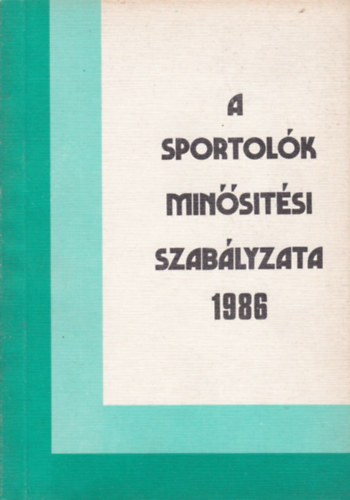 A
SPORTOLÓK
MINŐSITÉSI
SZABÁLYZATA
1986